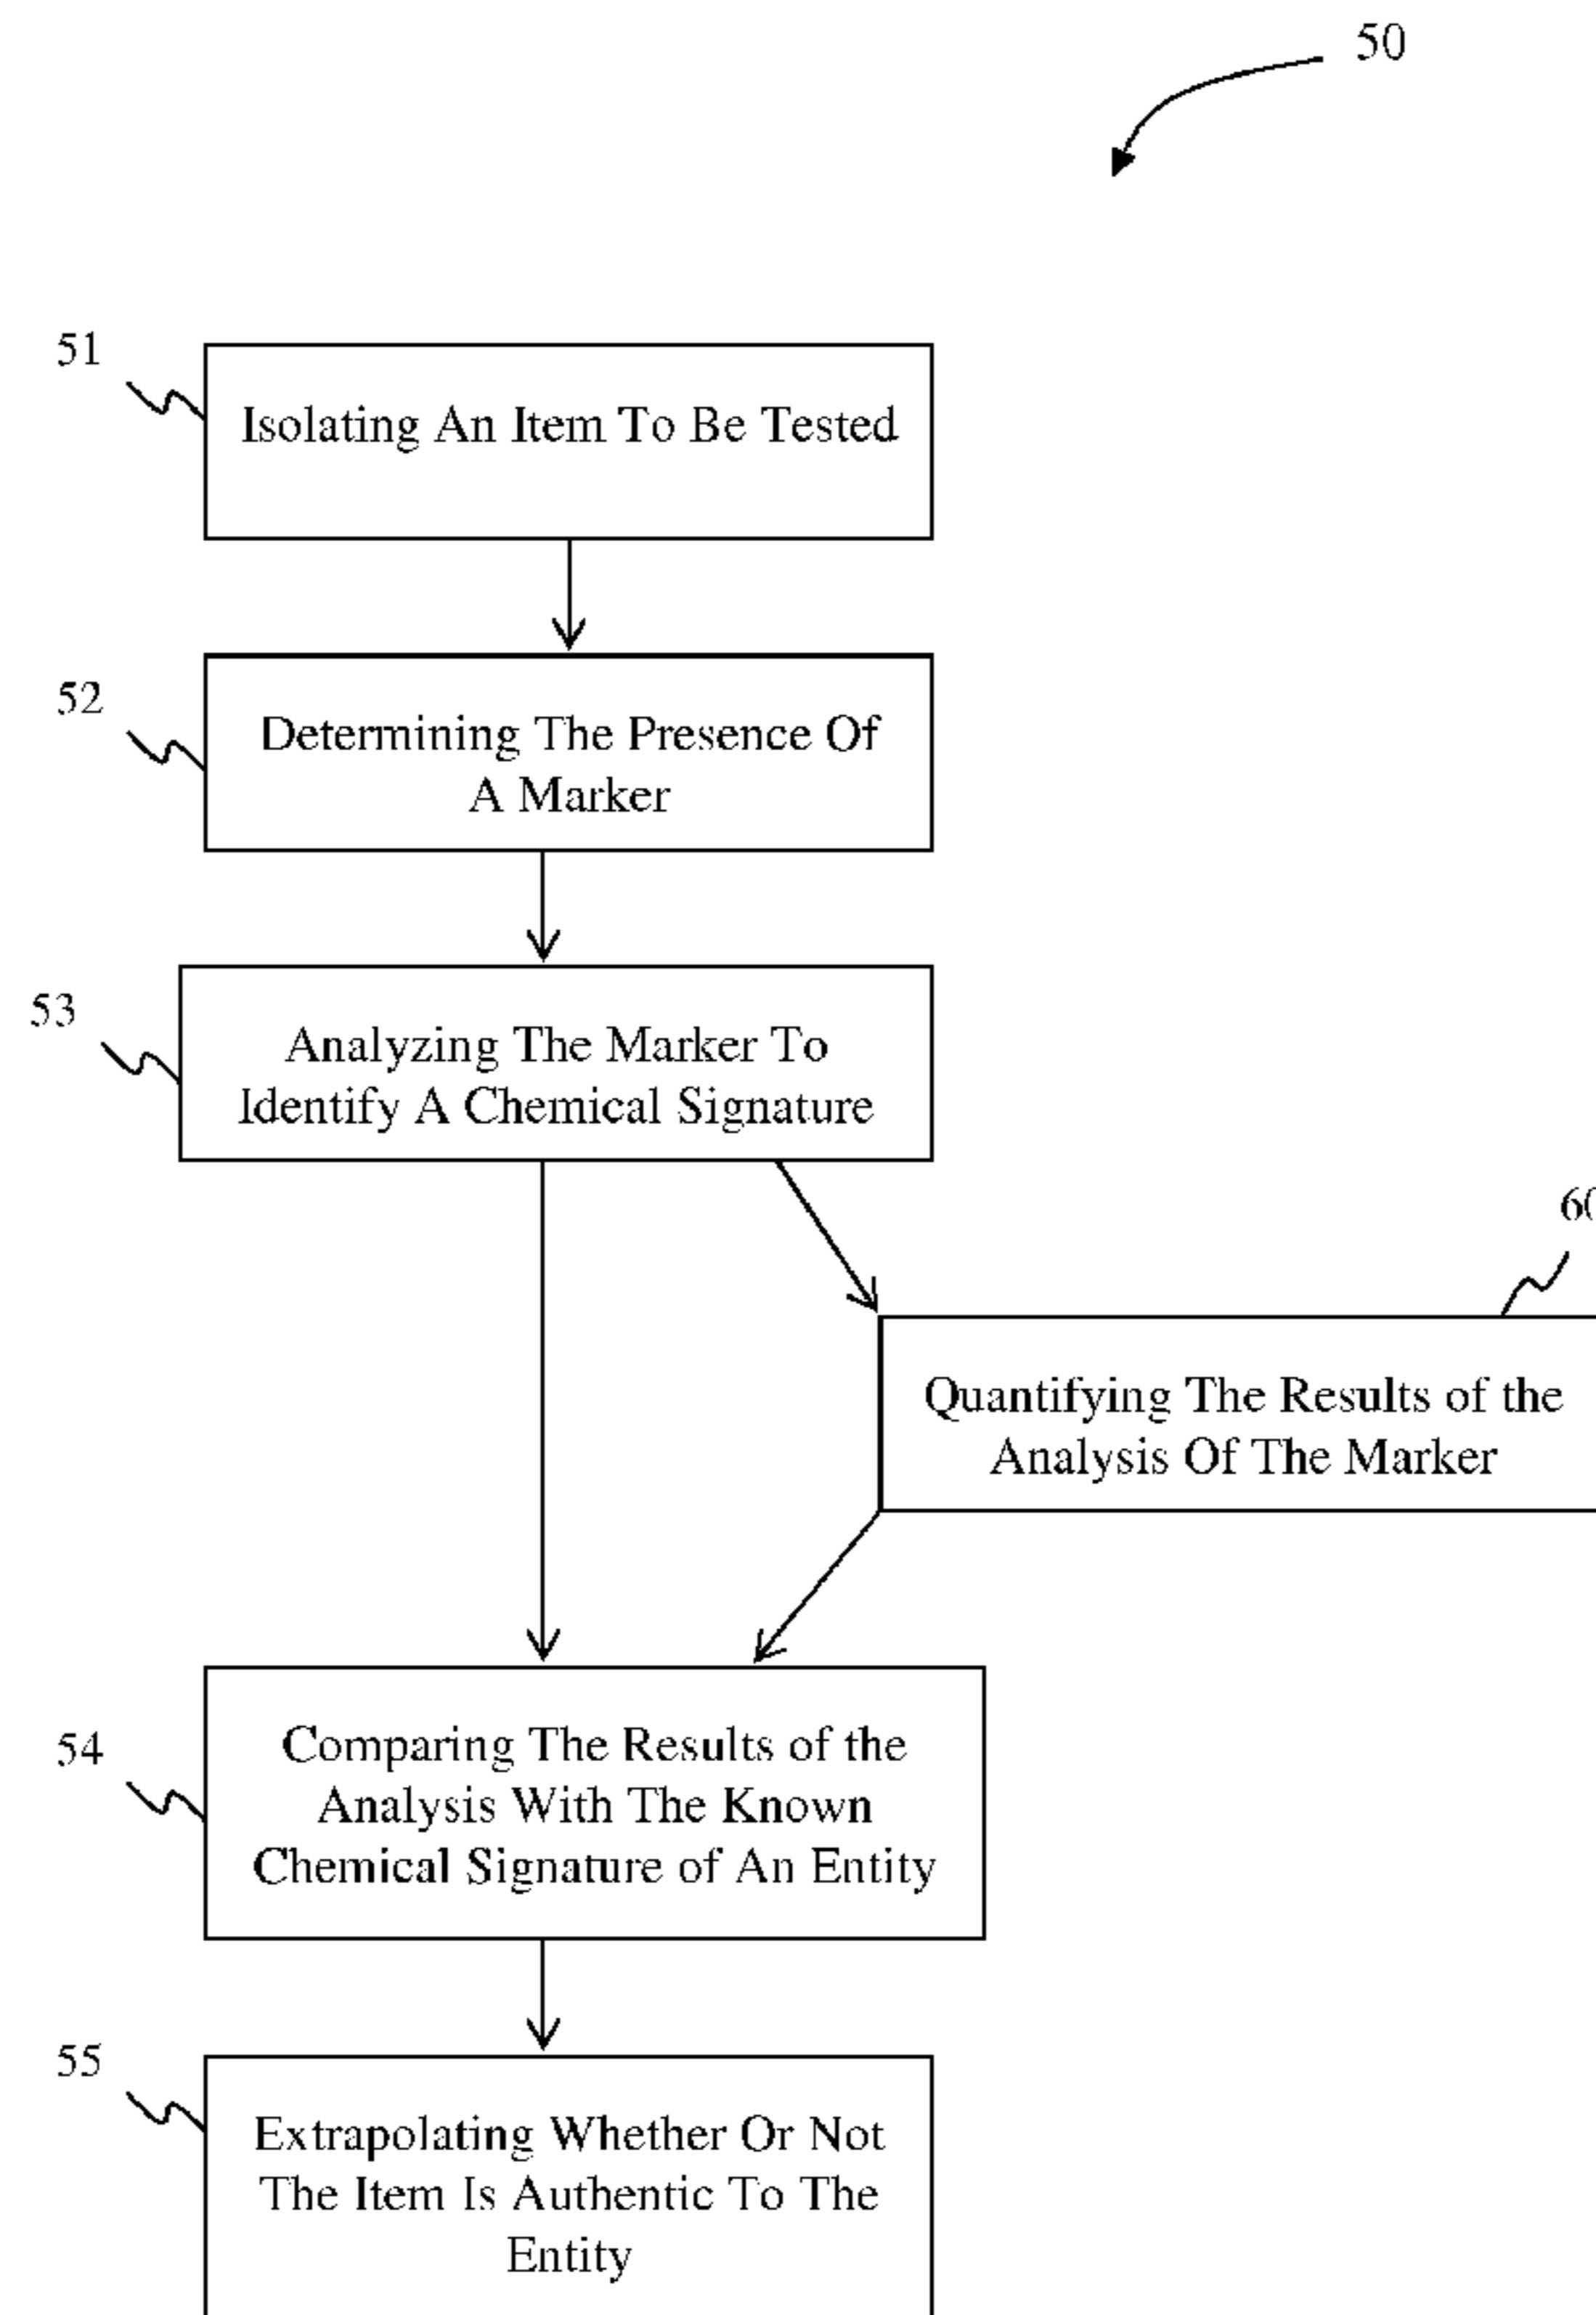 50
51
Isolating An Item To Be Tested
52
Determining The Presence Of
A Marker
53
Analyzing The Marker To
Identify A Chemical Signature
60
Quantifying The Results of the
Analysis Of The Marker
54
Comparing The Results of the
Analysis With The Known
Chemical Signature of An Entity
55
Extrapolating Whether Or Not
The Item Is Authentic To The
Entity